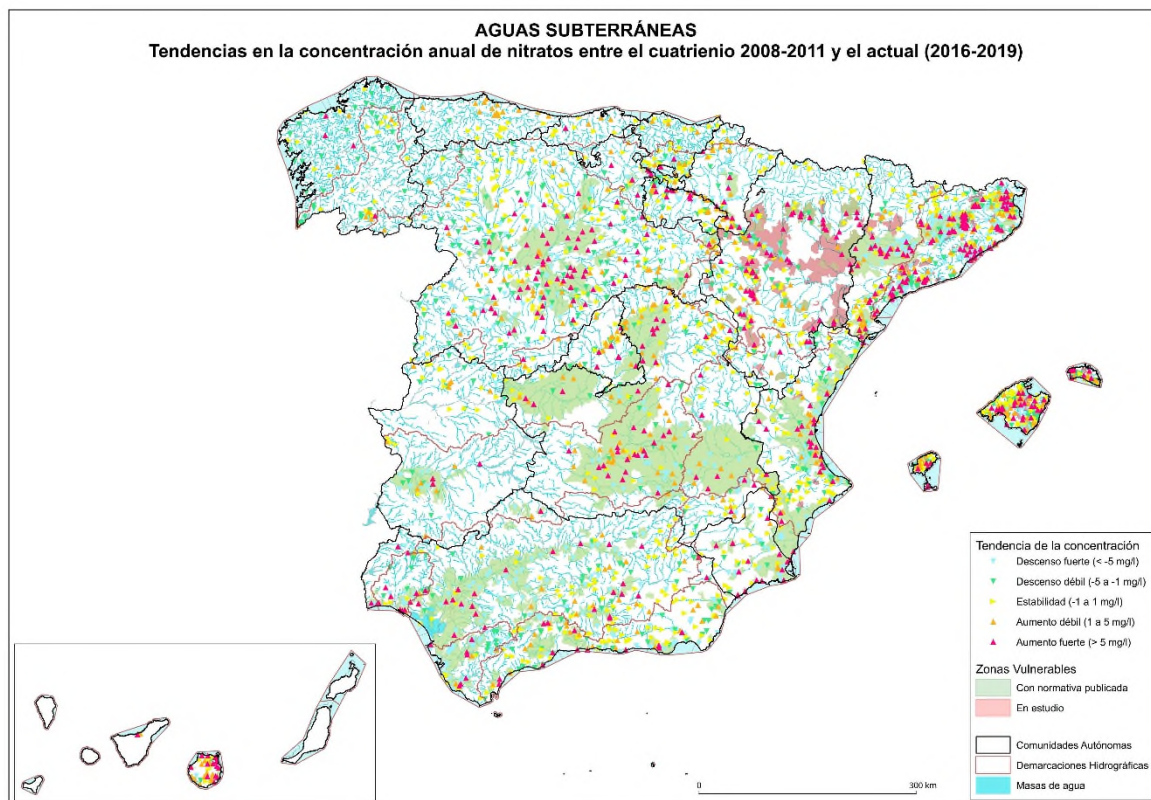 AGUAS SUBTERRÁNEAS
Tendencias en la concentración anual de nitratos entre el cuatrienio 2008-2011 y el actual (2016-2019)
Tendencia de la concentración
Descenso fuerte (< -5 mg/l)
Descenso débil (-5 a -1 mg/l)
Estabilidad (-1 a 1 mg/l)
Aumento débil (1 a 5 mg/l)
Aumento fuerte (> 5 mg/l)
Zonas Vulnerables
Con normativa publicada
En estudio
Comunidades Autónomas
Demarcaciones Hidrográficas
Masas de agua
0 300 km